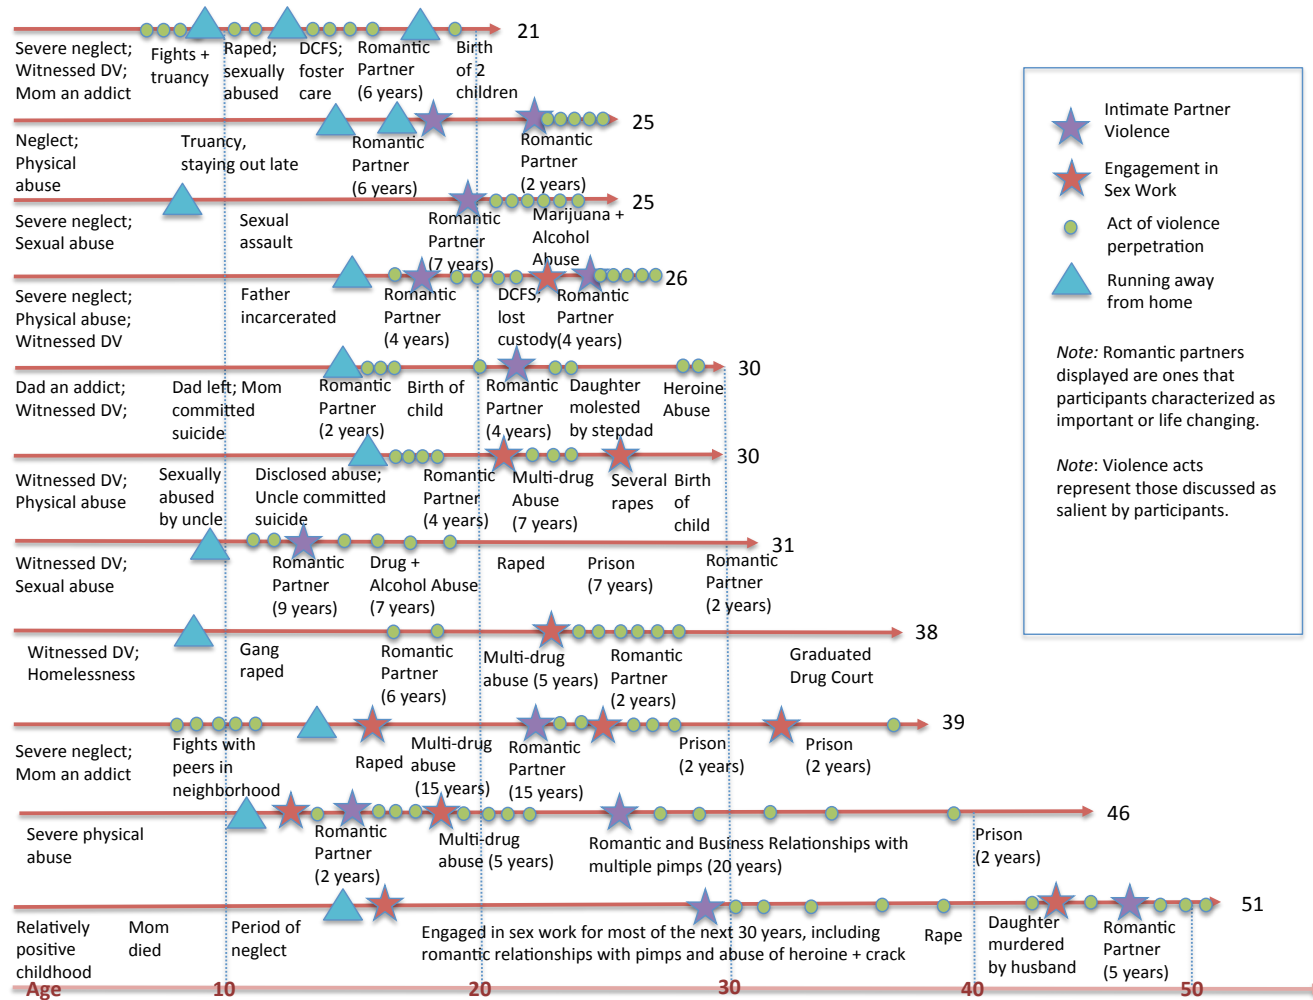 21
Severe neglect;
Witnessed DV;
Mom an addict
Fights +
truancy
Raped;
sexually
abused
DCFS;
foster
care
Romantic
Partner
(6 years)
Birth
of 2
children
25
Neglect;
Physical
abuse
Truancy,
staying out late
Romantic
Partner
(6 years)
Romantic
Partner
(2 years)
25
Severe neglect;
Sexual abuse
Sexual
assault
Romantic
Partner
(7 years)
Marijuana +
Alcohol
Abuse
26
Severe neglect;
Physical abuse;
Witnessed DV
Father
incarcerated
Romantic
Partner
(4 years)
DCFS;
lost
custody
Romantic
Partner
(4 years)
30
Dad an addict;
Witnessed DV;
Dad left; Mom
committed
suicide
Romantic
Partner
(2 years)
Birth of
child
Romantic
Partner
(4 years)
Daughter
molested
by stepdad
Heroine
Abuse
30
Witnessed DV;
Physical abuse
Sexually
abused
by uncle
Disclosed abuse;
Uncle committed
suicide
Romantic
Partner
(4 years)
Multi-drug
Abuse
(7 years)
Several
rapes
Birth
of
child
31
Witnessed DV;
Sexual abuse
Romantic
Partner
(9 years)
Drug +
Alcohol Abuse
(7 years)
Raped
Prison
(7 years)
Romantic
Partner
(2 years)
38
Witnessed DV;
Homelessness
Gang
raped
Romantic
Partner
(6 years)
Multi-drug
abuse (5 years)
Romantic
Partner
(2 years)
Graduated
Drug Court
39
Severe neglect;
Mom an addict
Fights with
peers in
neighborhood
Raped
Multi-drug
abuse
(15 years)
Romantic
Partner
(15 years)
Prison
(2 years)
Prison
(2 years)
46
Severe physical
abuse
Romantic
Partner
(2 years)
Multi-drug
abuse (5 years)
Romantic and Business Relationships with
multiple pimps (20 years)
Prison
(2 years)
51
Relatively
positive
childhood
Mom
died
Period of
neglect
Engaged in sex work for most of the next 30 years, including
romantic relationships with pimps and abuse of heroine + crack
Rape
Daughter
murdered
by husband
Romantic
Partner
(5 years)
Age 10 20 30 40 50
Intimate Partner
Violence
Engagement in
Sex Work
Act of violence
perpetration
Running away
from home
Note: Romantic partners
displayed are ones that
participants characterized as
important or life changing.
Note: Violence acts
represent those discussed as
salient by participants.